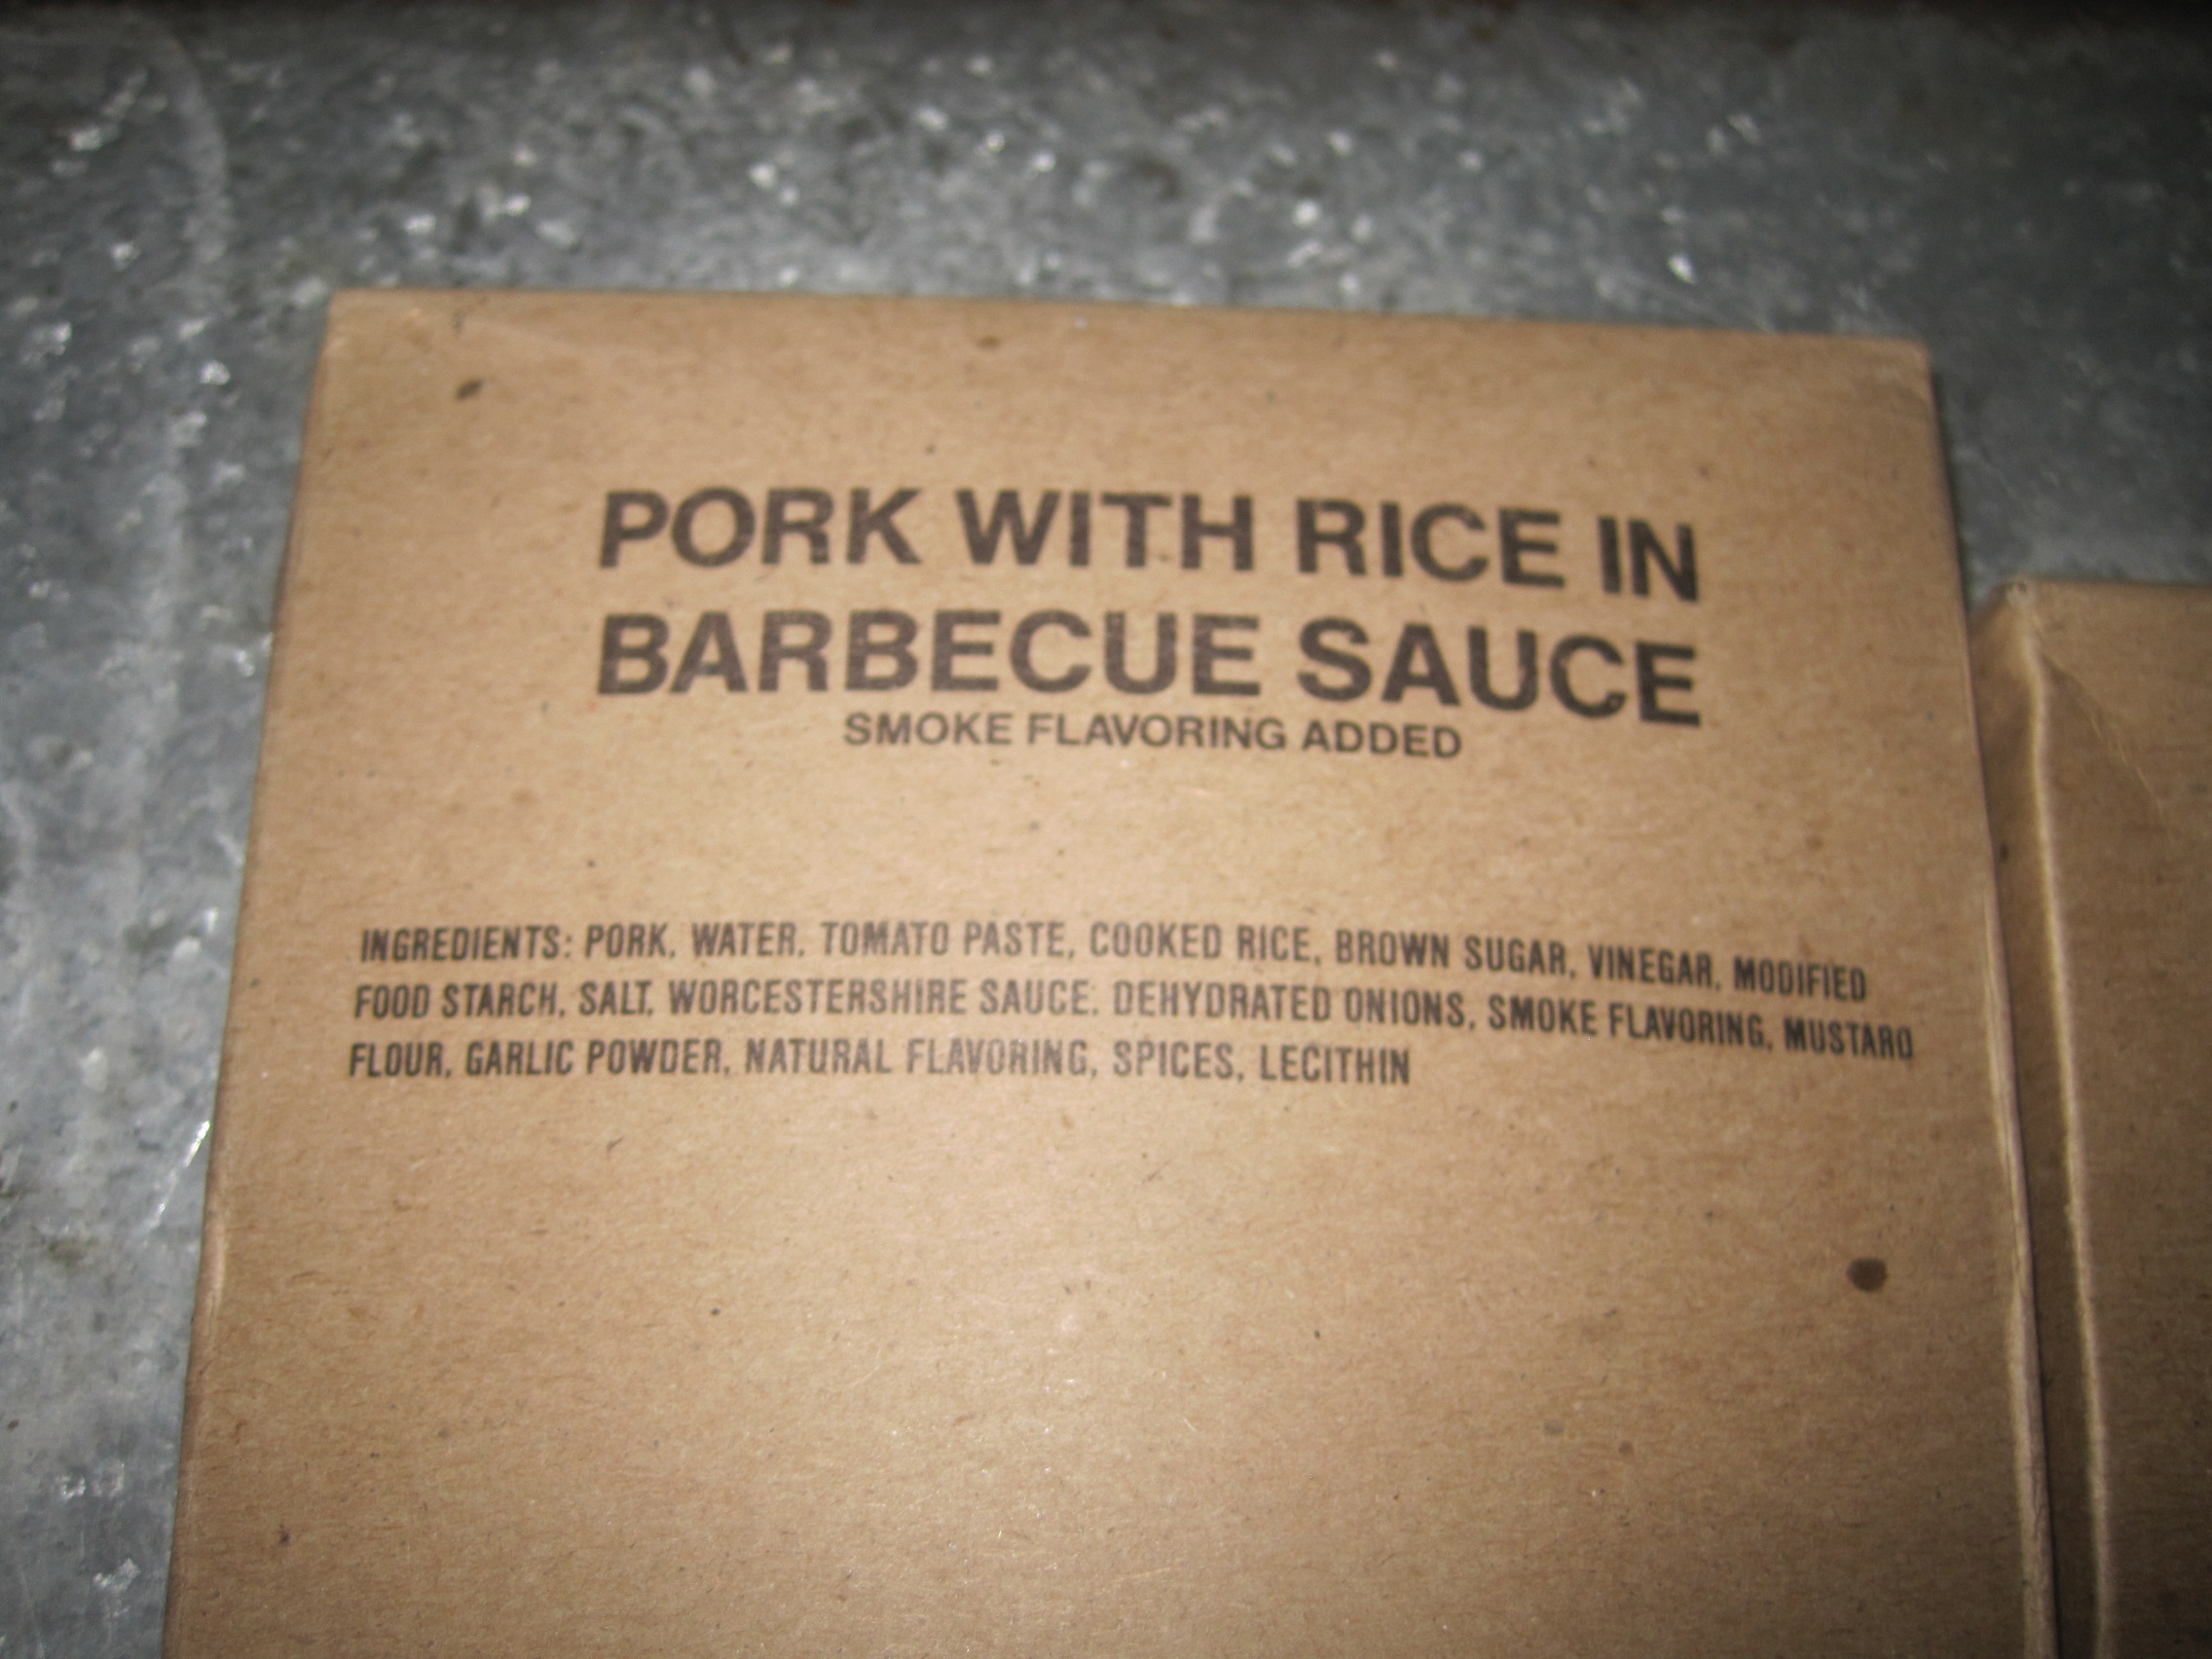 PORK WITH RICE IN
BARBECUE SAUCE
SMOKE FLAVORING ADDED
INGREDIENTS: PORK, WATER, TOMATO PASTE, COOKED RICE, BROWN SUGAR, VINEGAR, MODIFIED
FOOD STARCH, SALT, WORCESTERSHIRE SAUCE, DEHYDRATED ONIONS, SMOKE FLAVORING, MUSTARD
FLOUR, GARLIC POWDER, NATURAL FLAVORING, SPICES, LECITHIN